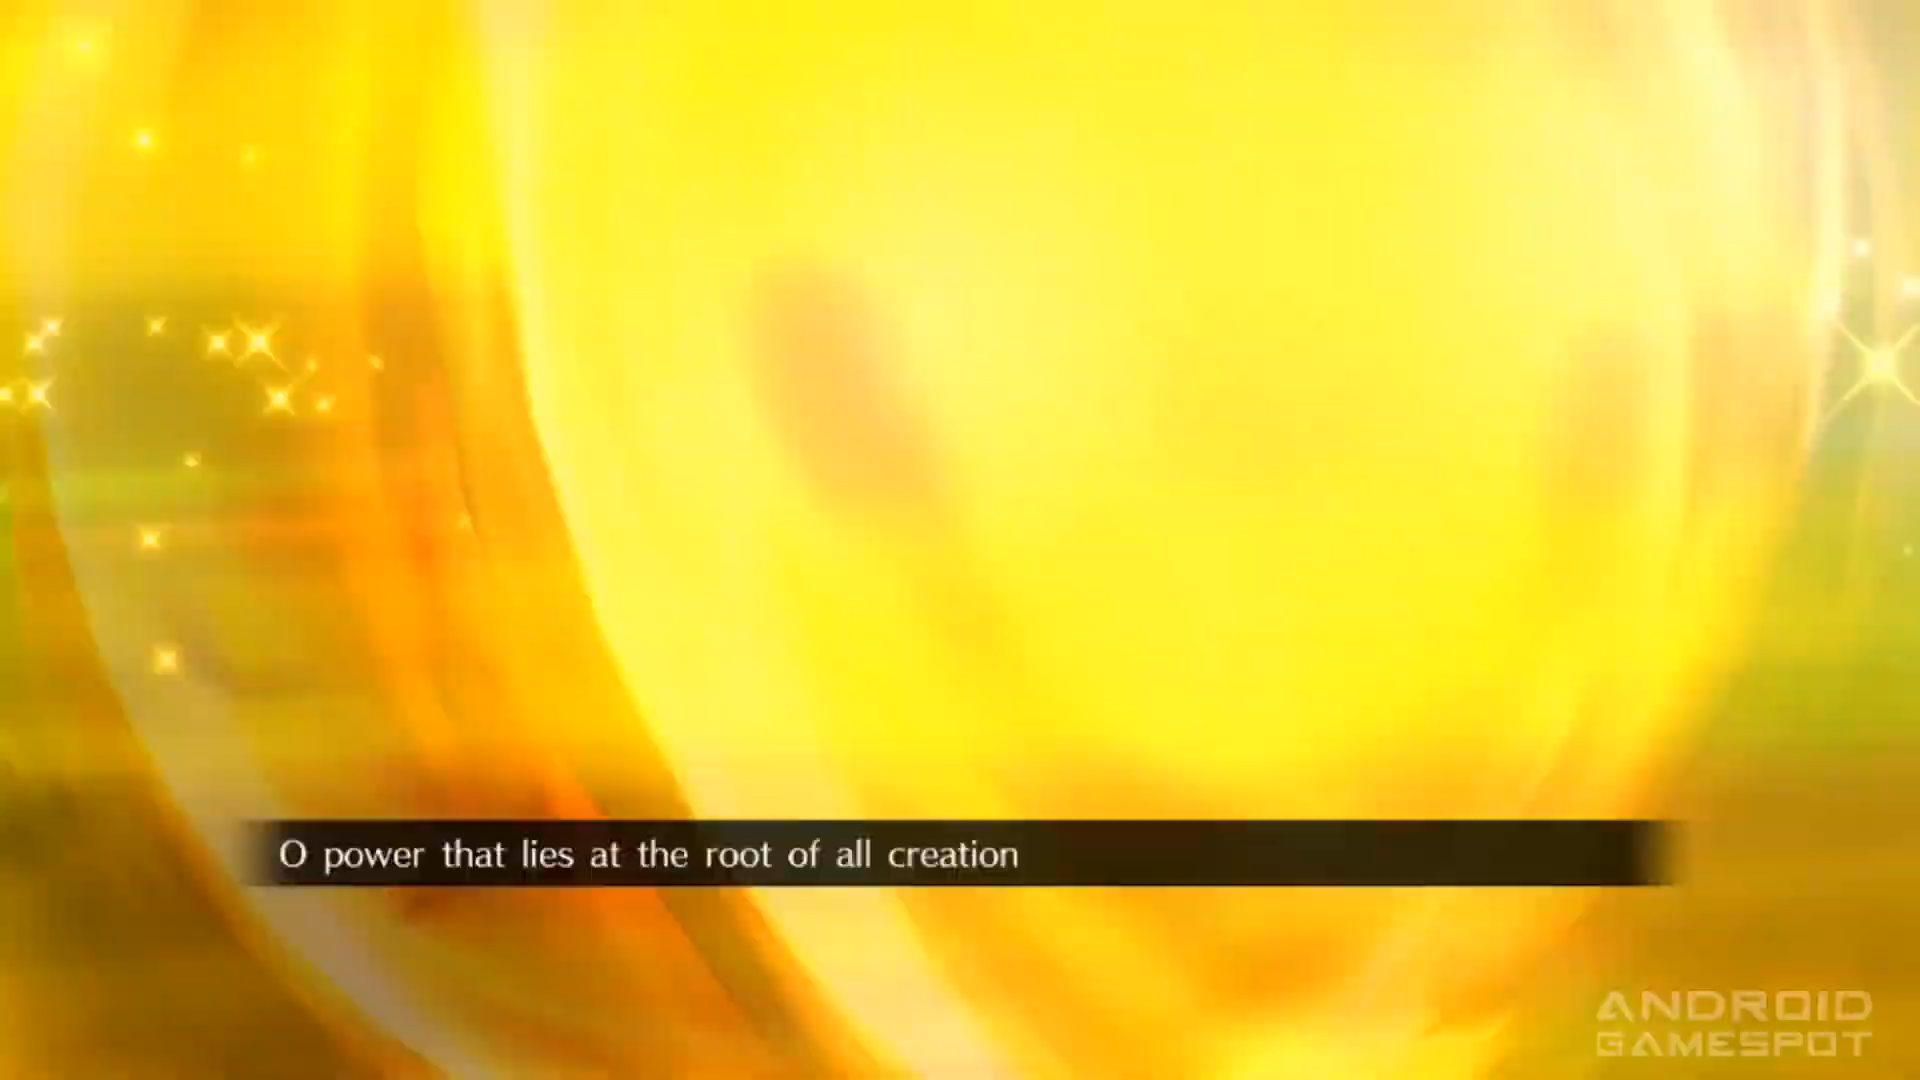 O power that lies at the root of all creation
ANDROID
GAMESPOT